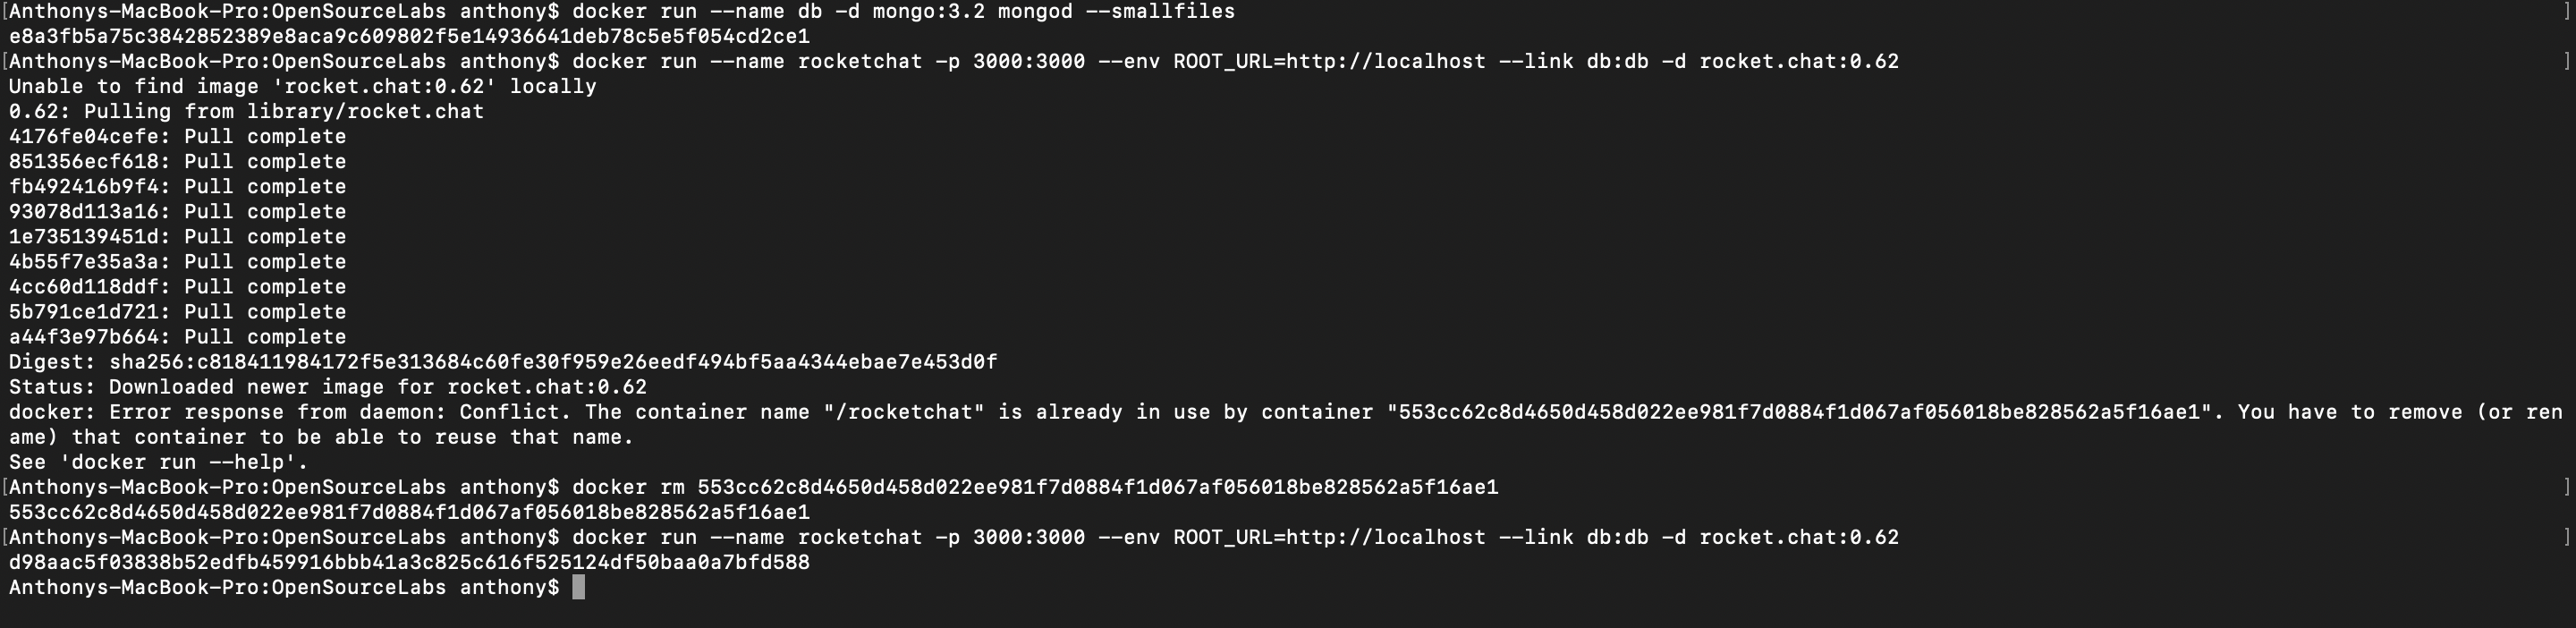 [Anthonys-MacBook-Pro:OpenSourceLabs anthony$ docker run --name db -d mongo:3.2 mongod --smallfiles ]
e8a3fb5a75c3842852389e8aca9c609802f5e14936641deb78c5e5f054cd2ce1
[Anthonys-MacBook-Pro:OpenSourceLabs anthony$ docker run --name rocketchat -p 3000:3000 --env ROOT_URL=http://localhost --link db:db -d rocket.chat:0.62 ]
Unable to find image 'rocket.chat:0.62' locally
0.62: Pulling from library/rocket.chat
4176fe04cefe: Pull complete
851356ecf618: Pull complete
fb492416b9f4: Pull complete
93078d113a16: Pull complete
1e735139451d: Pull complete
4b55f7e35a3a: Pull complete
4cc60d118ddf: Pull complete
5b791ce1d721: Pull complete
a44f3e97b664: Pull complete
Digest: sha256:c818411984172f5e313684c60fe30f959e26eedf494bf5aa4344ebae7e453d0f
Status: Downloaded newer image for rocket.chat:0.62
docker: Error response from daemon: Conflict. The container name "/rocketchat" is already in use by container "553cc62c8d4650d458d022ee981f7d0884f1d067af056018be828562a5f16ae1". You have to remove (or ren
ame) that container to be able to reuse that name.
See 'docker run --help'.
[Anthonys-MacBook-Pro:OpenSourceLabs anthony$ docker rm 553cc62c8d4650d458d022ee981f7d0884f1d067af056018be828562a5f16ae1 ]
553cc62c8d4650d458d022ee981f7d0884f1d067af056018be828562a5f16ae1
[Anthonys-MacBook-Pro:OpenSourceLabs anthony$ docker run --name rocketchat -p 3000:3000 --env ROOT_URL=http://localhost --link db:db -d rocket.chat:0.62 ]
d98aac5f03838b52edfb459916bbb41a3c825c616f525124df50baa0a7bfd588
Anthonys-MacBook-Pro:OpenSourceLabs anthony$